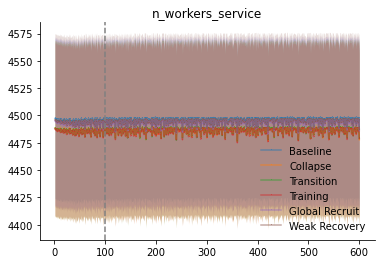 n_workers_service
4575
4550
4525
4500
4475
4450
4425
4400
Baseline
Collapse
Transition
Training
Global Recruit
Weak Recovery
0 100 200 300 400 500 600